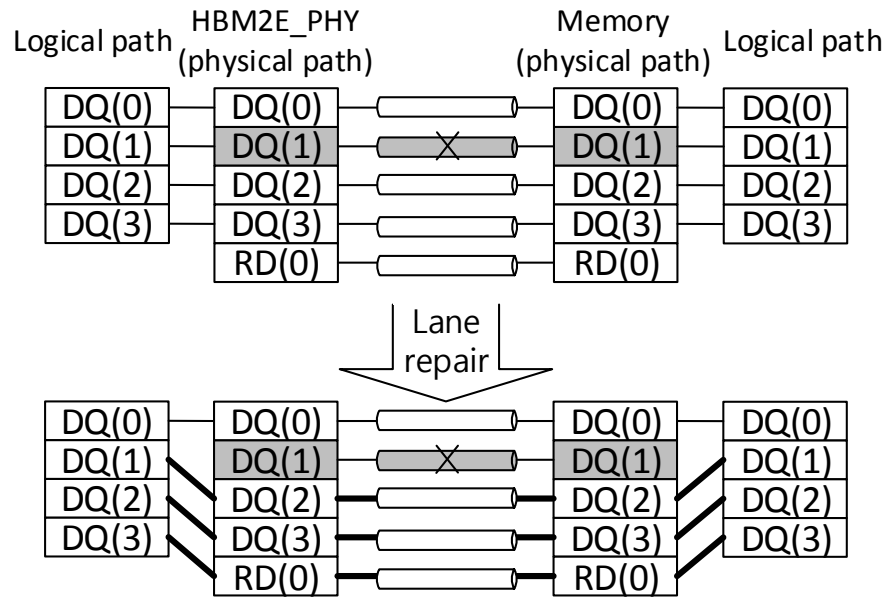 Logical path HBM2E_PHY (physical path) Memory (physical path) Logical path
DQ(0) DQ(0) DQ(0) DQ(0)
DQ(1) DQ(1) DQ(1) DQ(1)
DQ(2) DQ(2) DQ(2) DQ(2)
DQ(3) DQ(3) DQ(3) DQ(3)
RD(0) RD(0)
Lane
repair
DQ(0) DQ(0) DQ(0) DQ(0)
DQ(1) DQ(1) DQ(1) DQ(1)
DQ(2) DQ(2) DQ(2) DQ(2)
DQ(3) DQ(3) DQ(3) DQ(3)
RD(0) RD(0)